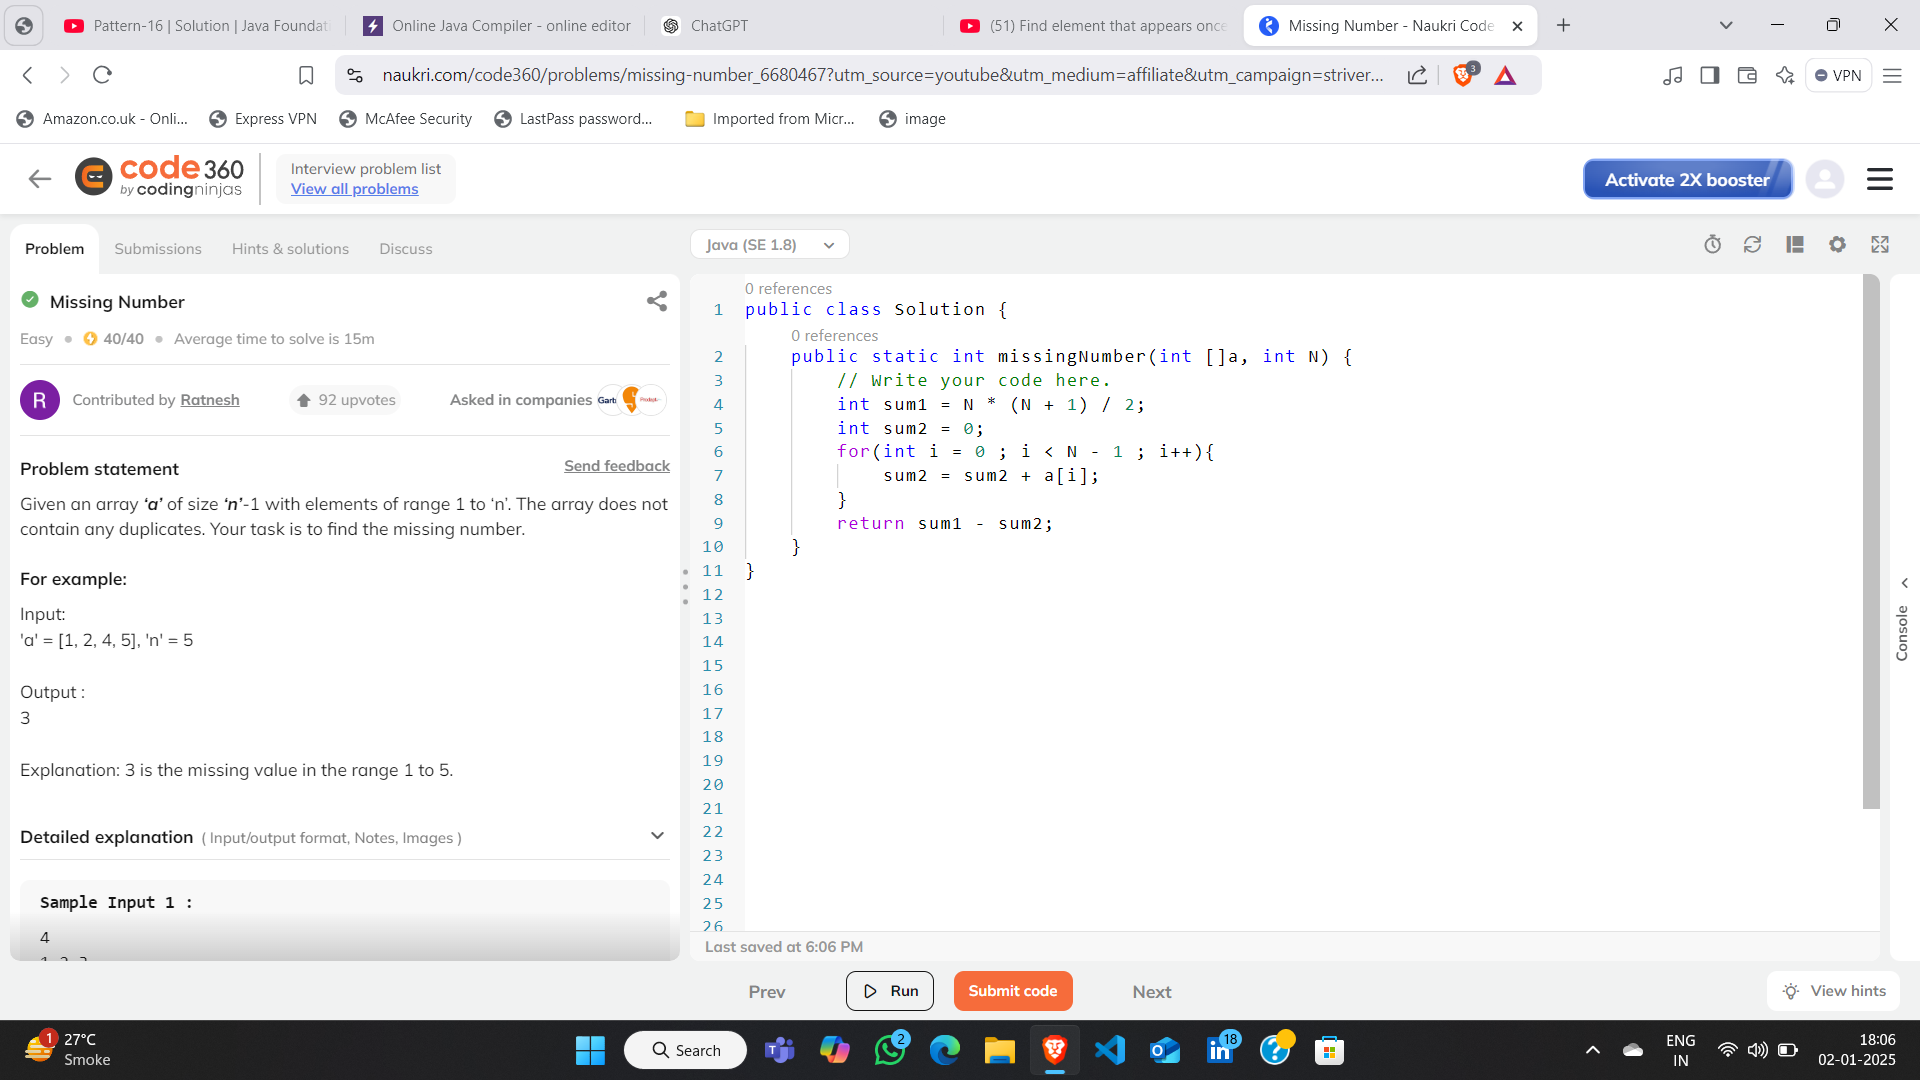 Pattern-16 | Solution | Java Foundat
Online Java Compiler - online editor
ChatGPT
(51) Find element that appears once
Missing Number - Naukri Code
naukri.com/code360/problems/missing-number_6680467?utm_source=youtube&utm_medium=affiliate&utm_campaign=striver...
3
VPN
Amazon.co.uk - Onli...
Express VPN
McAfee Security
LastPass password...
Imported from Micr...
image
code 360
by codingninjas
Interview problem list
View all problems
Activate 2X booster
Problem
Submissions
Hints & solutions
Discuss
Java (SE 1.8)
Missing Number
Easy • 40/40 • Average time to solve is 15m
R
Contributed by Ratnesh
92 upvotes
Asked in companies
Problem statement
Send feedback
Given an array ‘a’ of size ‘n’-1 with elements of range 1 to ‘n’. The array does not
contain any duplicates. Your task is to find the missing number.
For example:
Input:
'a' = [1, 2, 4, 5], 'n' = 5
Output :
3
Explanation: 3 is the missing value in the range 1 to 5.
Detailed explanation ( Input/output format, Notes, Images )
Sample Input 1 :
4
0 references
1 public class Solution {
0 references
2 public static int missingNumber(int []a, int N) {
3 // Write your code here.
4 int sum1 = N * (N + 1) / 2;
5 int sum2 = 0;
6 for(int i = 0 ; i < N - 1 ; i++){
7 sum2 = sum2 + a[i];
8 }
9 return sum1 - sum2;
10 }
11 }
12
13
14
15
16
17
18
19
20
21
22
23
24
25
26
Last saved at 6:06 PM
Console
Prev
Run
Submit code
Next
View hints
1
27°C
Smoke
Search
2
18
ENG
IN
18:06
02-01-2025